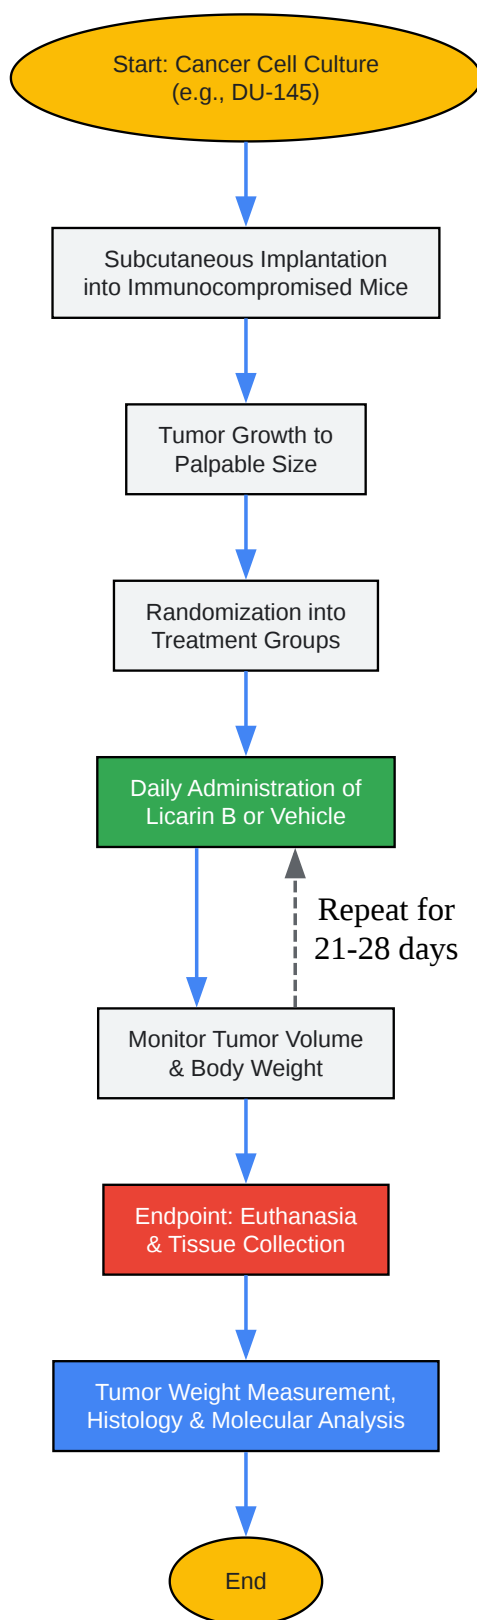 Start: Cancer Cell Culture
(e.g., DU-145)
Subcutaneous Implantation
into Immunocompromised Mice
Tumor Growth to
Palpable Size
Randomization into
Treatment Groups
Daily Administration of
Licarin B or Vehicle
Repeat for
21-28 days
Monitor Tumor Volume
& Body Weight
Endpoint: Euthanasia
& Tissue Collection
Tumor Weight Measurement,
Histology & Molecular Analysis
End